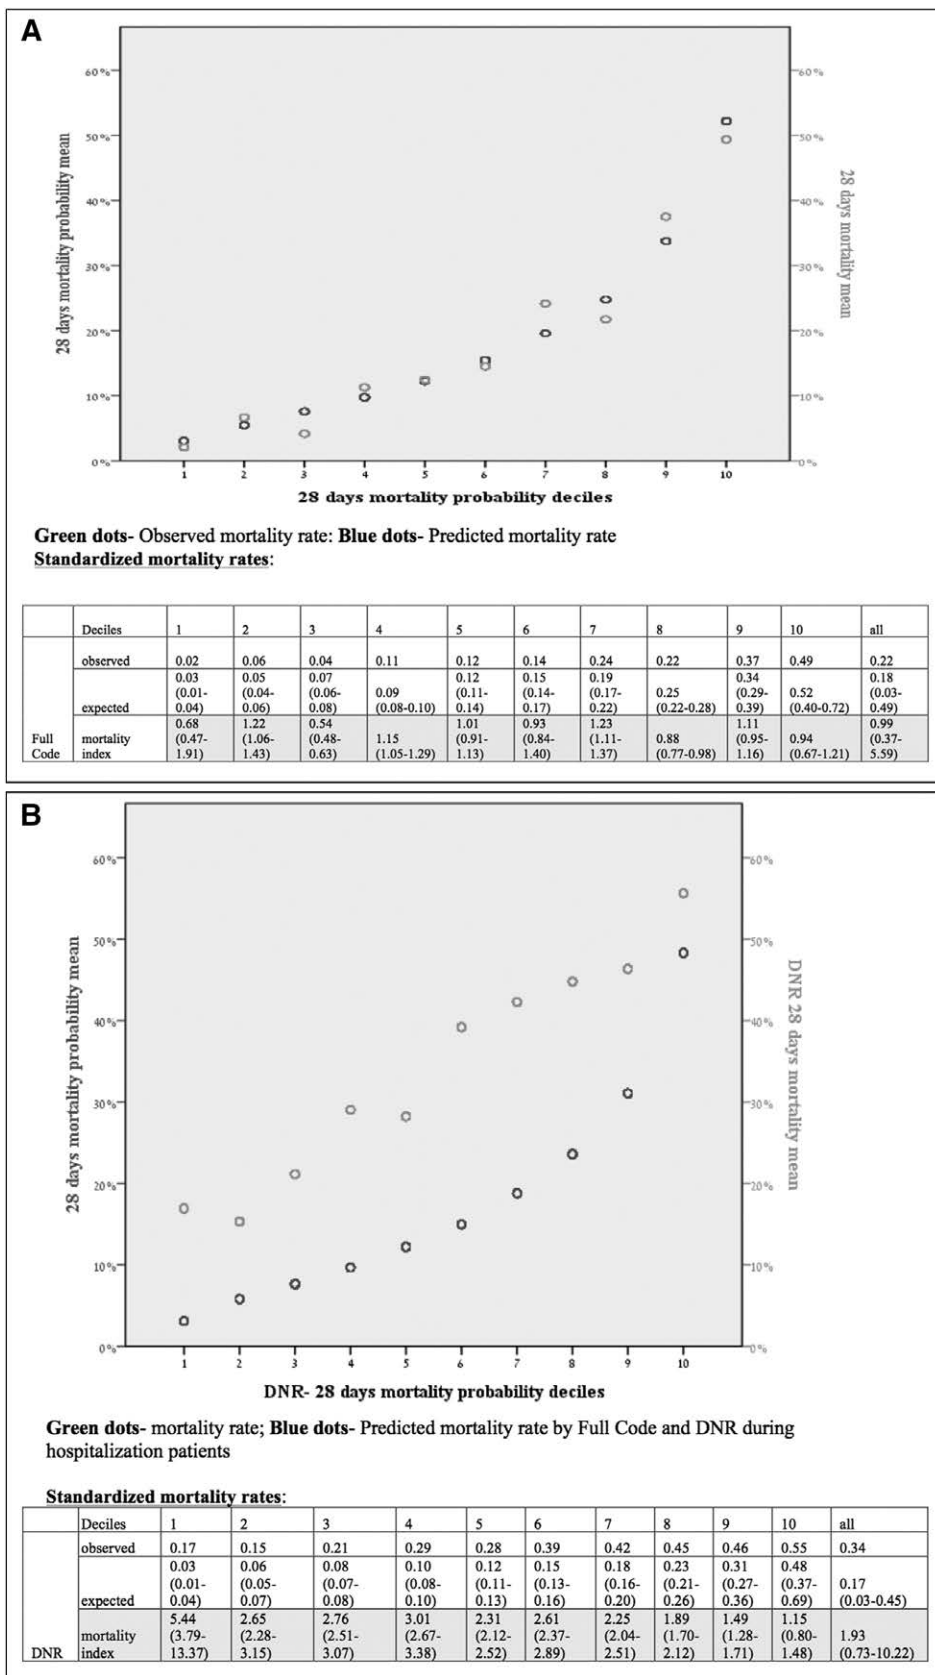 A
60%
50%
40%
30%
20%
10%
0%
28 days mortality probability mean
60%
50%
40%
30%
20%
10%
0%
28 days mortality mean
1 2 3 4 5 6 7 8 9 10
28 days mortality probability deciles
Green dots- Observed mortality rate: Blue dots- Predicted mortality rate
Standardized mortality rates:
Deciles 1 2 3 4 5 6 7 8 9 10 all
observed 0.02 0.06 0.04 0.11 0.12 0.14 0.24 0.22 0.37 0.49 0.22
0.03 0.05 0.07 0.12 0.15 0.19 0.34 0.18
(0.01- (0.04- (0.06- 0.09 (0.11- (0.14- (0.17- 0.25 (0.29- 0.52 (0.03-
expected 0.04) 0.06) 0.08) (0.08-0.10) 0.14) 0.17) 0.22) (0.22-0.28) 0.39) (0.40-0.72) 0.49)
0.68 1.22 0.54 1.01 0.93 1.23 1.11 0.99
Full mortality (0.47- (1.06- (0.48- 1.15 (0.91- (0.84- (1.11- 0.88 (0.95- 0.94 (0.37-
Code index 1.91) 1.43) 0.63) (1.05-1.29) 1.13) 1.40) 1.37) (0.77-0.98) 1.16) (0.67-1.21) 5.59)
B
60%
50%
40%
30%
20%
10%
0%
28 days mortality probability mean
60%
50%
40%
30%
20%
10%
0%
DNR 28 days mortality mean
1 2 3 4 5 6 7 8 9 10
DNR- 28 days mortality probability deciles
Green dots- mortality rate; Blue dots- Predicted mortality rate by Full Code and DNR during
hospitalization patients
Standardized mortality rates:
Deciles 1 2 3 4 5 6 7 8 9 10 all
observed 0.17 0.15 0.21 0.29 0.28 0.39 0.42 0.45 0.46 0.55 0.34
0.03 0.06 0.08 0.10 0.12 0.15 0.18 0.23 0.31 0.48
(0.01- (0.05- (0.07- (0.08- (0.11- (0.13- (0.16- (0.21- (0.27- (0.37- 0.17
expected 0.04) 0.07) 0.08) 0.10) 0.13) 0.16) 0.20) 0.26) 0.36) 0.69) (0.03-0.45)
5.44 2.65 2.76 3.01 2.31 2.61 2.25 1.89 1.49 1.15
mortality (3.79- (2.28- (2.51- (2.67- (2.12- (2.37- (2.04- (1.70- (1.28- (0.80- 1.93
DNR index 13.37) 3.15) 3.07) 3.38) 2.52) 2.89) 2.51) 2.12) 1.71) 1.48) (0.73-10.22)